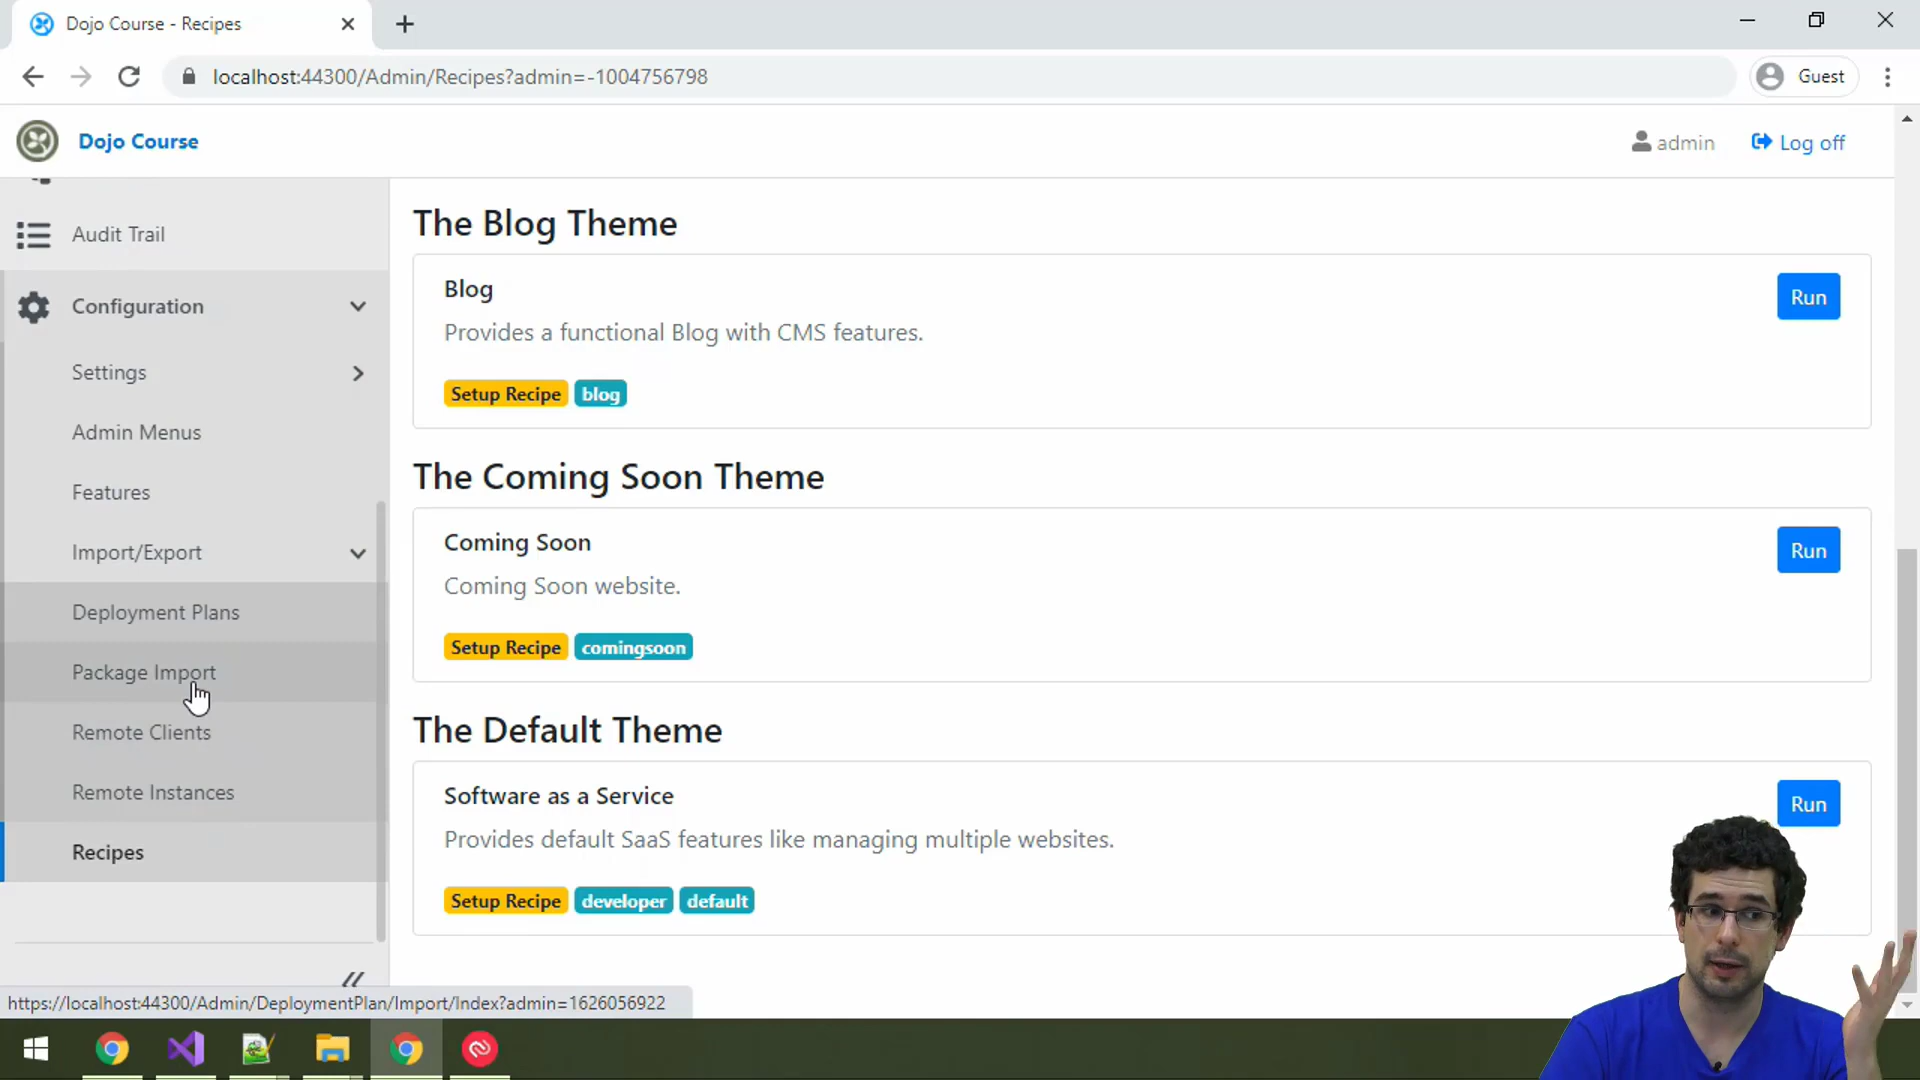 Dojo Course - Recipes
localhost:44300/Admin/Recipes?admin=-1004756798
Guest
Dojo Course
admin
Log off
Audit Trail
Configuration
Settings
Admin Menus
Features
Import/Export
Deployment Plans
Package Import
Remote Clients
Remote Instances
Recipes
The Blog Theme
Blog
Run
Provides a functional Blog with CMS features.
Setup Recipe blog
The Coming Soon Theme
Coming Soon
Run
Coming Soon website.
Setup Recipe comingsoon
The Default Theme
Software as a Service
Run
Provides default SaaS features like managing multiple websites.
Setup Recipe developer default
https://localhost:44300/Admin/DeploymentPlan/Import/Index?admin=1626056922